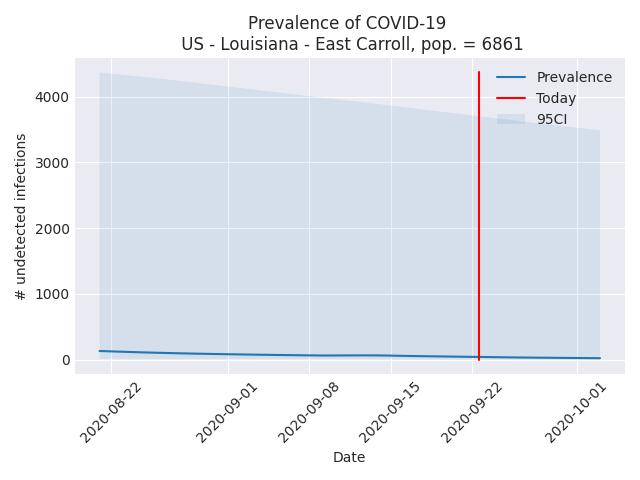 Prevalence of COVID-19
US - Louisiana - East Carroll, pop. = 6861
Prevalence
Today
95CI
# undetected infections
4000
3000
2000
1000
0
2020-08-22
2020-09-01
2020-09-08
2020-09-15
2020-09-22
2020-10-01
Date